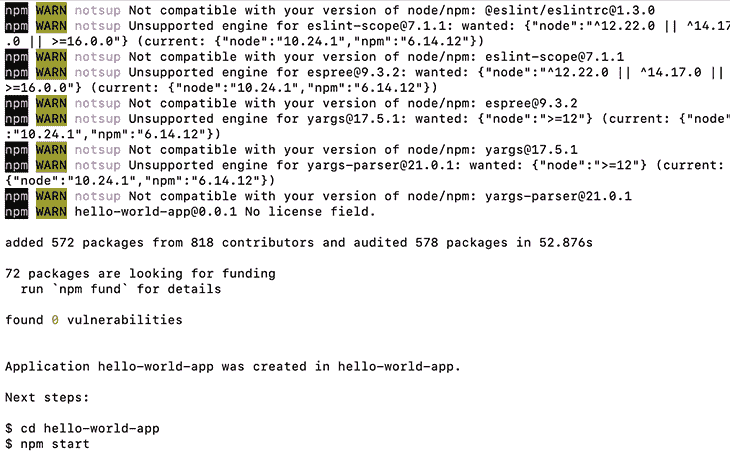 npm WARN notsup Not compatible with your version of node/npm: @eslint/eslintrc@1.3.0
npm WARN notsup Unsupported engine for eslint-scope@7.1.1: wanted: {"node":"^12.22.0 || ^14.17
.0 || >=16.0.0"} (current: {"node":"10.24.1","npm":"6.14.12"})
npm WARN notsup Not compatible with your version of node/npm: eslint-scope@7.1.1
npm WARN notsup Unsupported engine for espree@9.3.2: wanted: {"node":"^12.22.0 || ^14.17.0 ||
>=16.0.0"} (current: {"node":"10.24.1","npm":"6.14.12"})
npm WARN notsup Not compatible with your version of node/npm: espree@9.3.2
npm WARN notsup Unsupported engine for yargs@17.5.1: wanted: {"node":">=12"} (current: {"node"
:"10.24.1","npm":"6.14.12"})
npm WARN notsup Not compatible with your version of node/npm: yargs@17.5.1
npm WARN notsup Unsupported engine for yargs-parser@21.0.1: wanted: {"node":">=12"} (current:
{"node":"10.24.1","npm":"6.14.12"})
npm WARN notsup Not compatible with your version of node/npm: yargs-parser@21.0.1
npm WARN hello-world-app@0.0.1 No license field.
added 572 packages from 818 contributors and audited 578 packages in 52.876s
72 packages are looking for funding
run `npm fund` for details
found 0 vulnerabilities
Application hello-world-app was created in hello-world-app.
Next steps:
$ cd hello-world-app
$ npm start